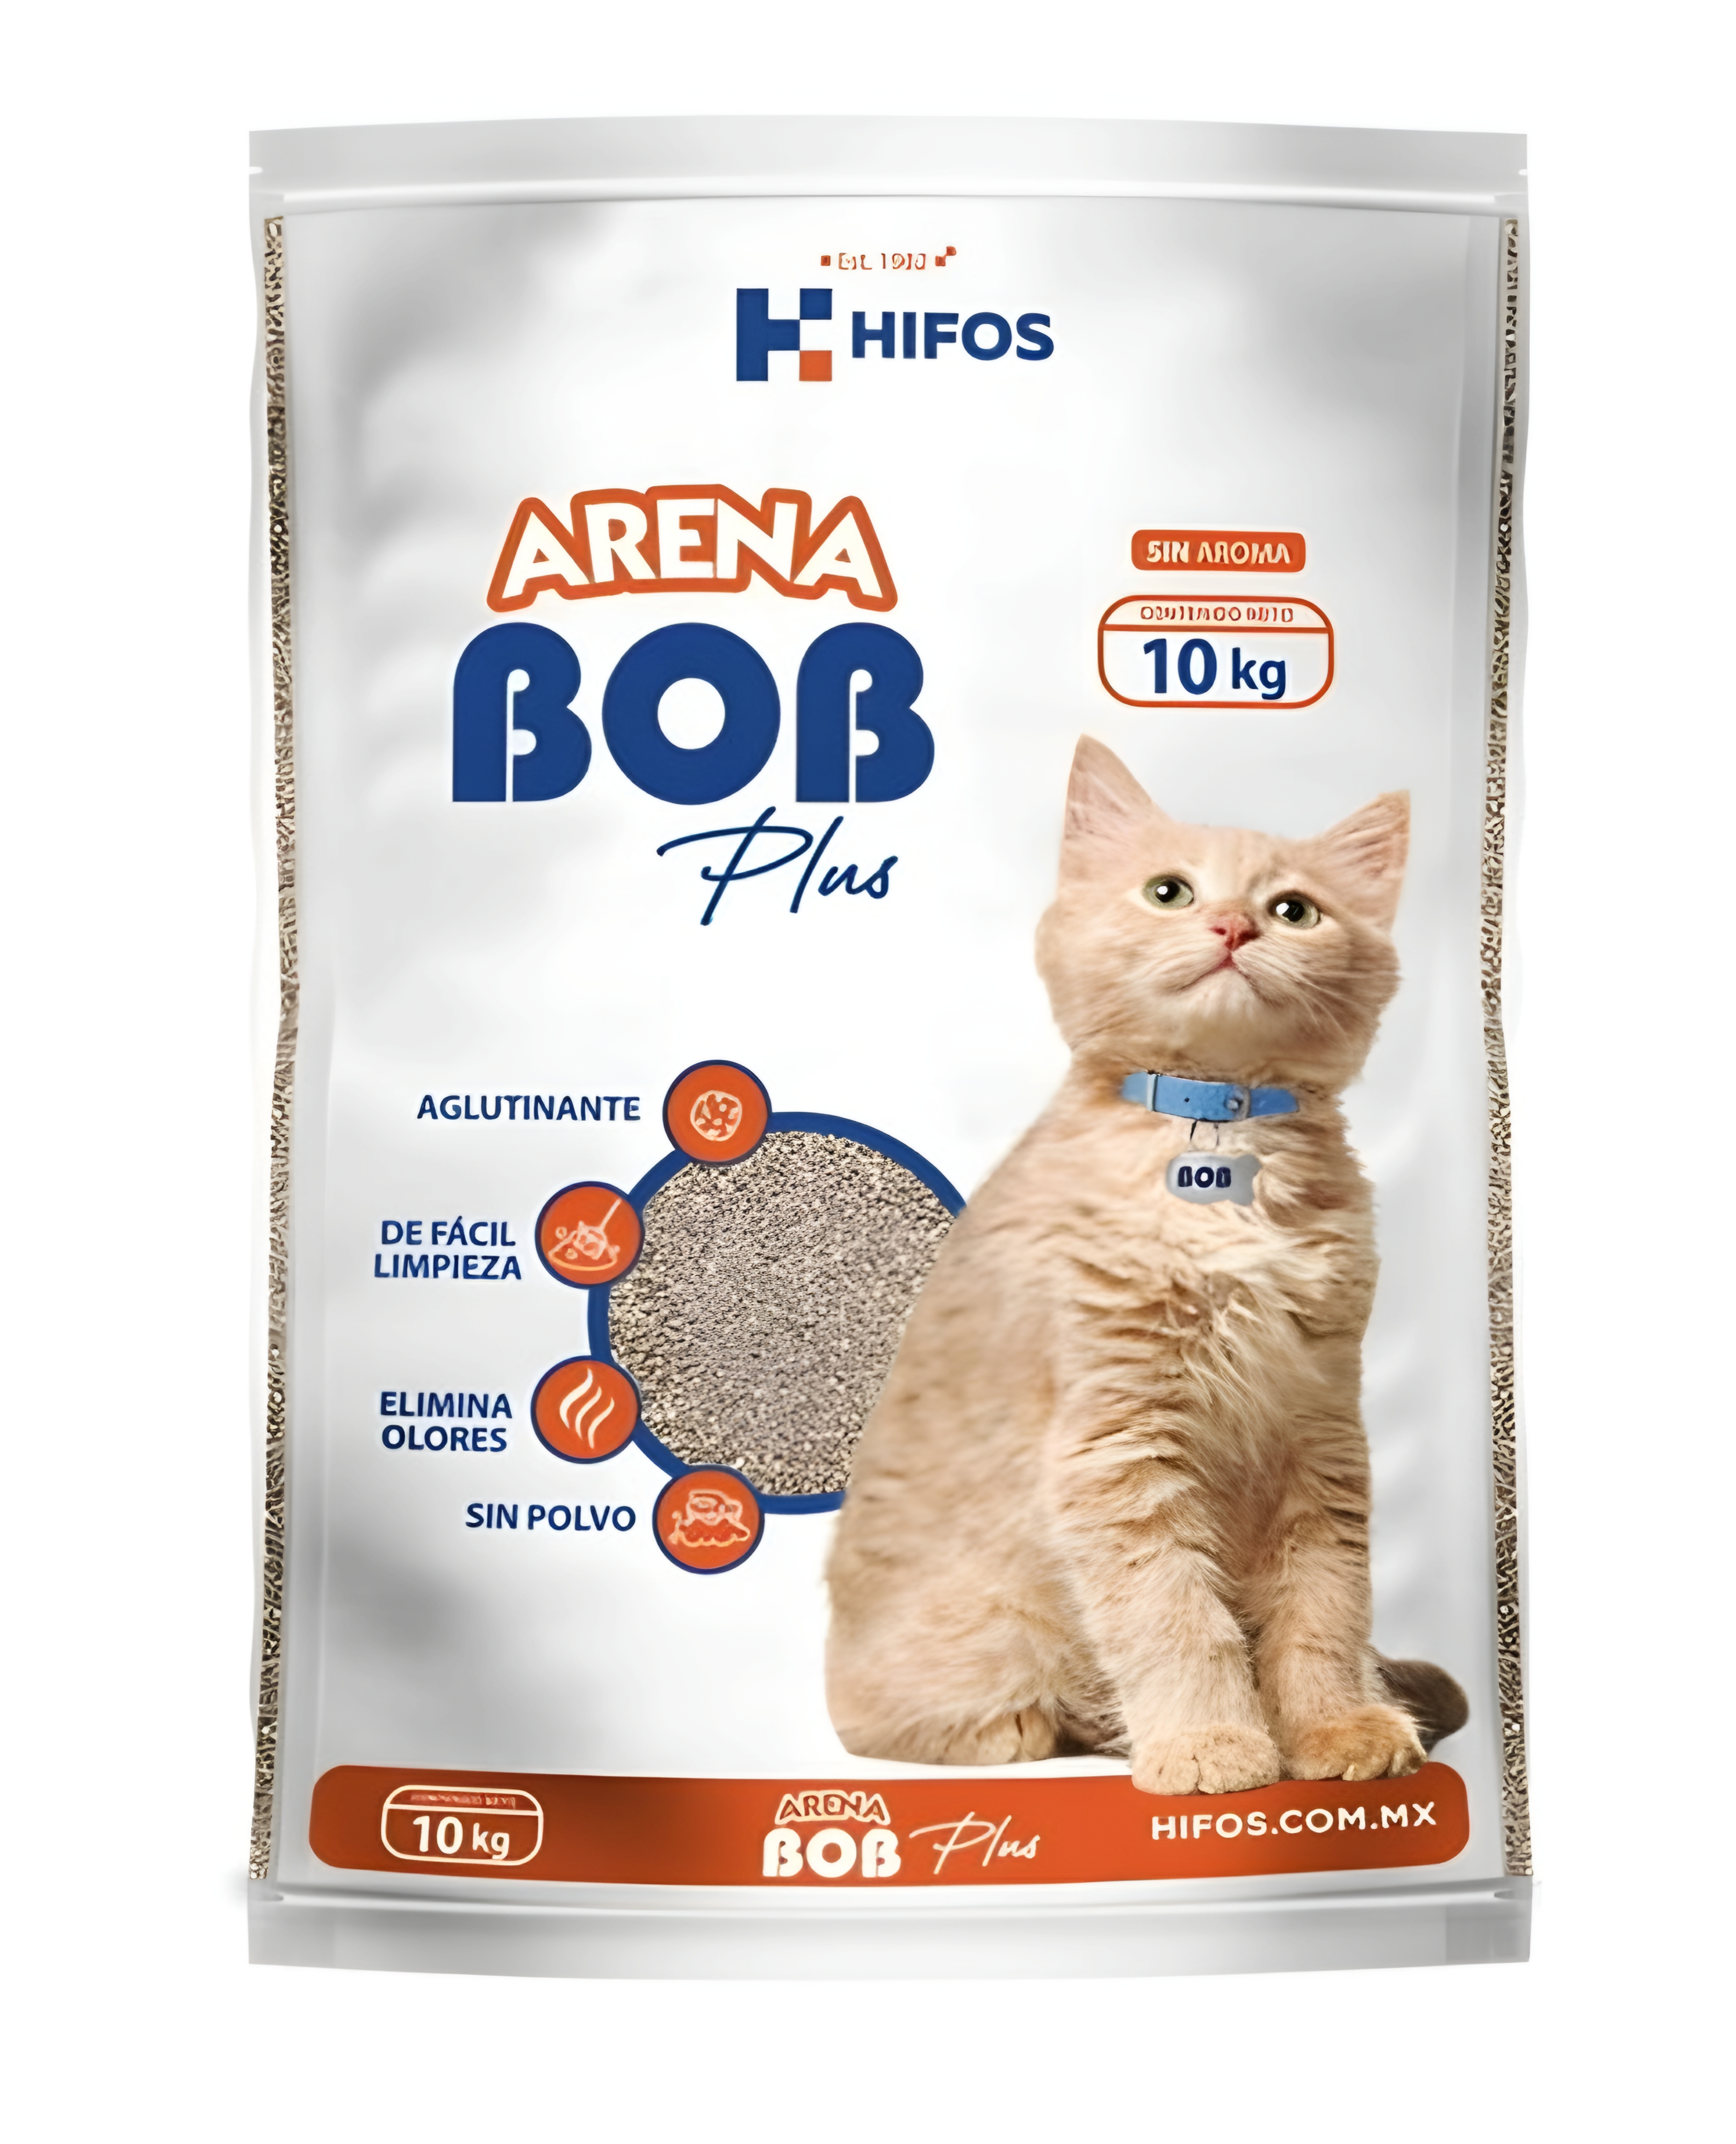 HIFOS
ARENA
BOB
Plus
SIN AROMA
10 kg
AGLUTINANTE
DE FÁCIL
LIMPIEZA
ELIMINA
OLORES
SIN POLVO
BOB
10 kg
ARENA
BOB Plus
HIFOS.COM.MX